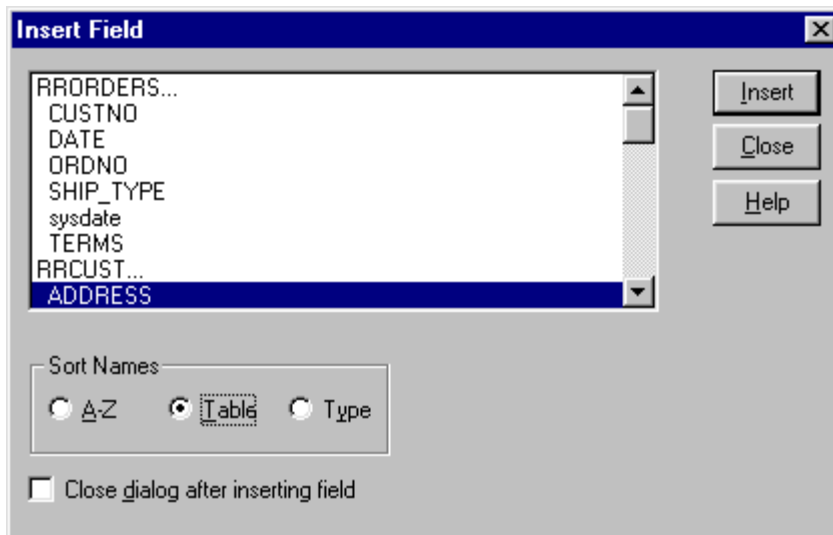 Insert Field
RRORDERS...
CUSTNO
DATE
ORDNO
SHIP_TYPE
sysdate
TERMS
RRCUST...
ADDRESS
Insert
Close
Help
Sort Names
A-Z Table Type
Close dialog after inserting field